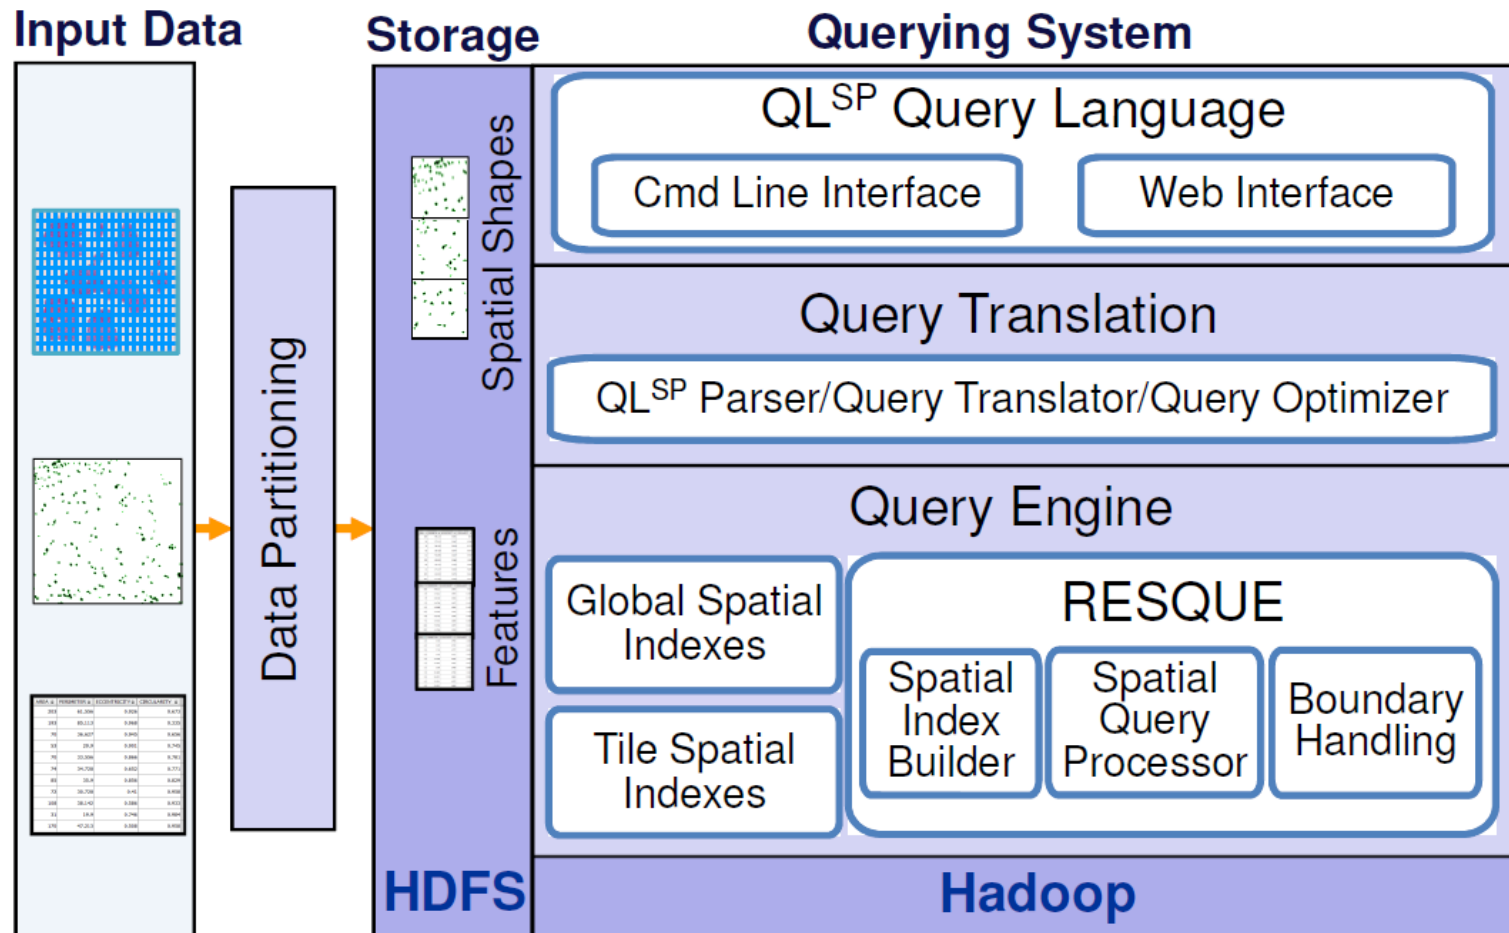 Input Data
Storage
Querying System
Data Partitioning
Spatial Shapes
Features
HDFS
QLSP Query Language
Cmd Line Interface
Web Interface
Query Translation
QLSP Parser/Query Translator/Query Optimizer
Query Engine
Global Spatial
Indexes
Tile Spatial
Indexes
RESQUE
Spatial
Index
Builder
Spatial
Query
Processor
Boundary
Handling
Hadoop